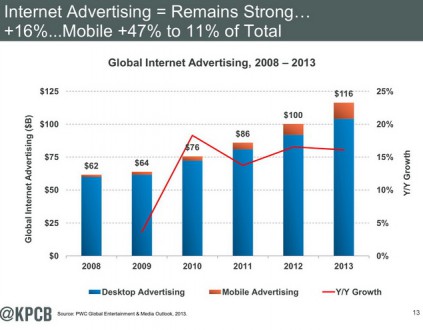 Internet Advertising = Remains Strong…
+16%...Mobile +47% to 11% of Total
Global Internet Advertising, 2008 – 2013
Global Internet Advertising ($B)
$125
$100
$75
$50
$25
$0
$62
$64
$76
$86
$100
$116
25%
20%
15%
10%
5%
0%
Y/Y Growth
2008 2009 2010 2011 2012 2013
Desktop Advertising Mobile Advertising Y/Y Growth
@KPCB Source: PWC Global Entertainment & Media Outlook, 2013. 13